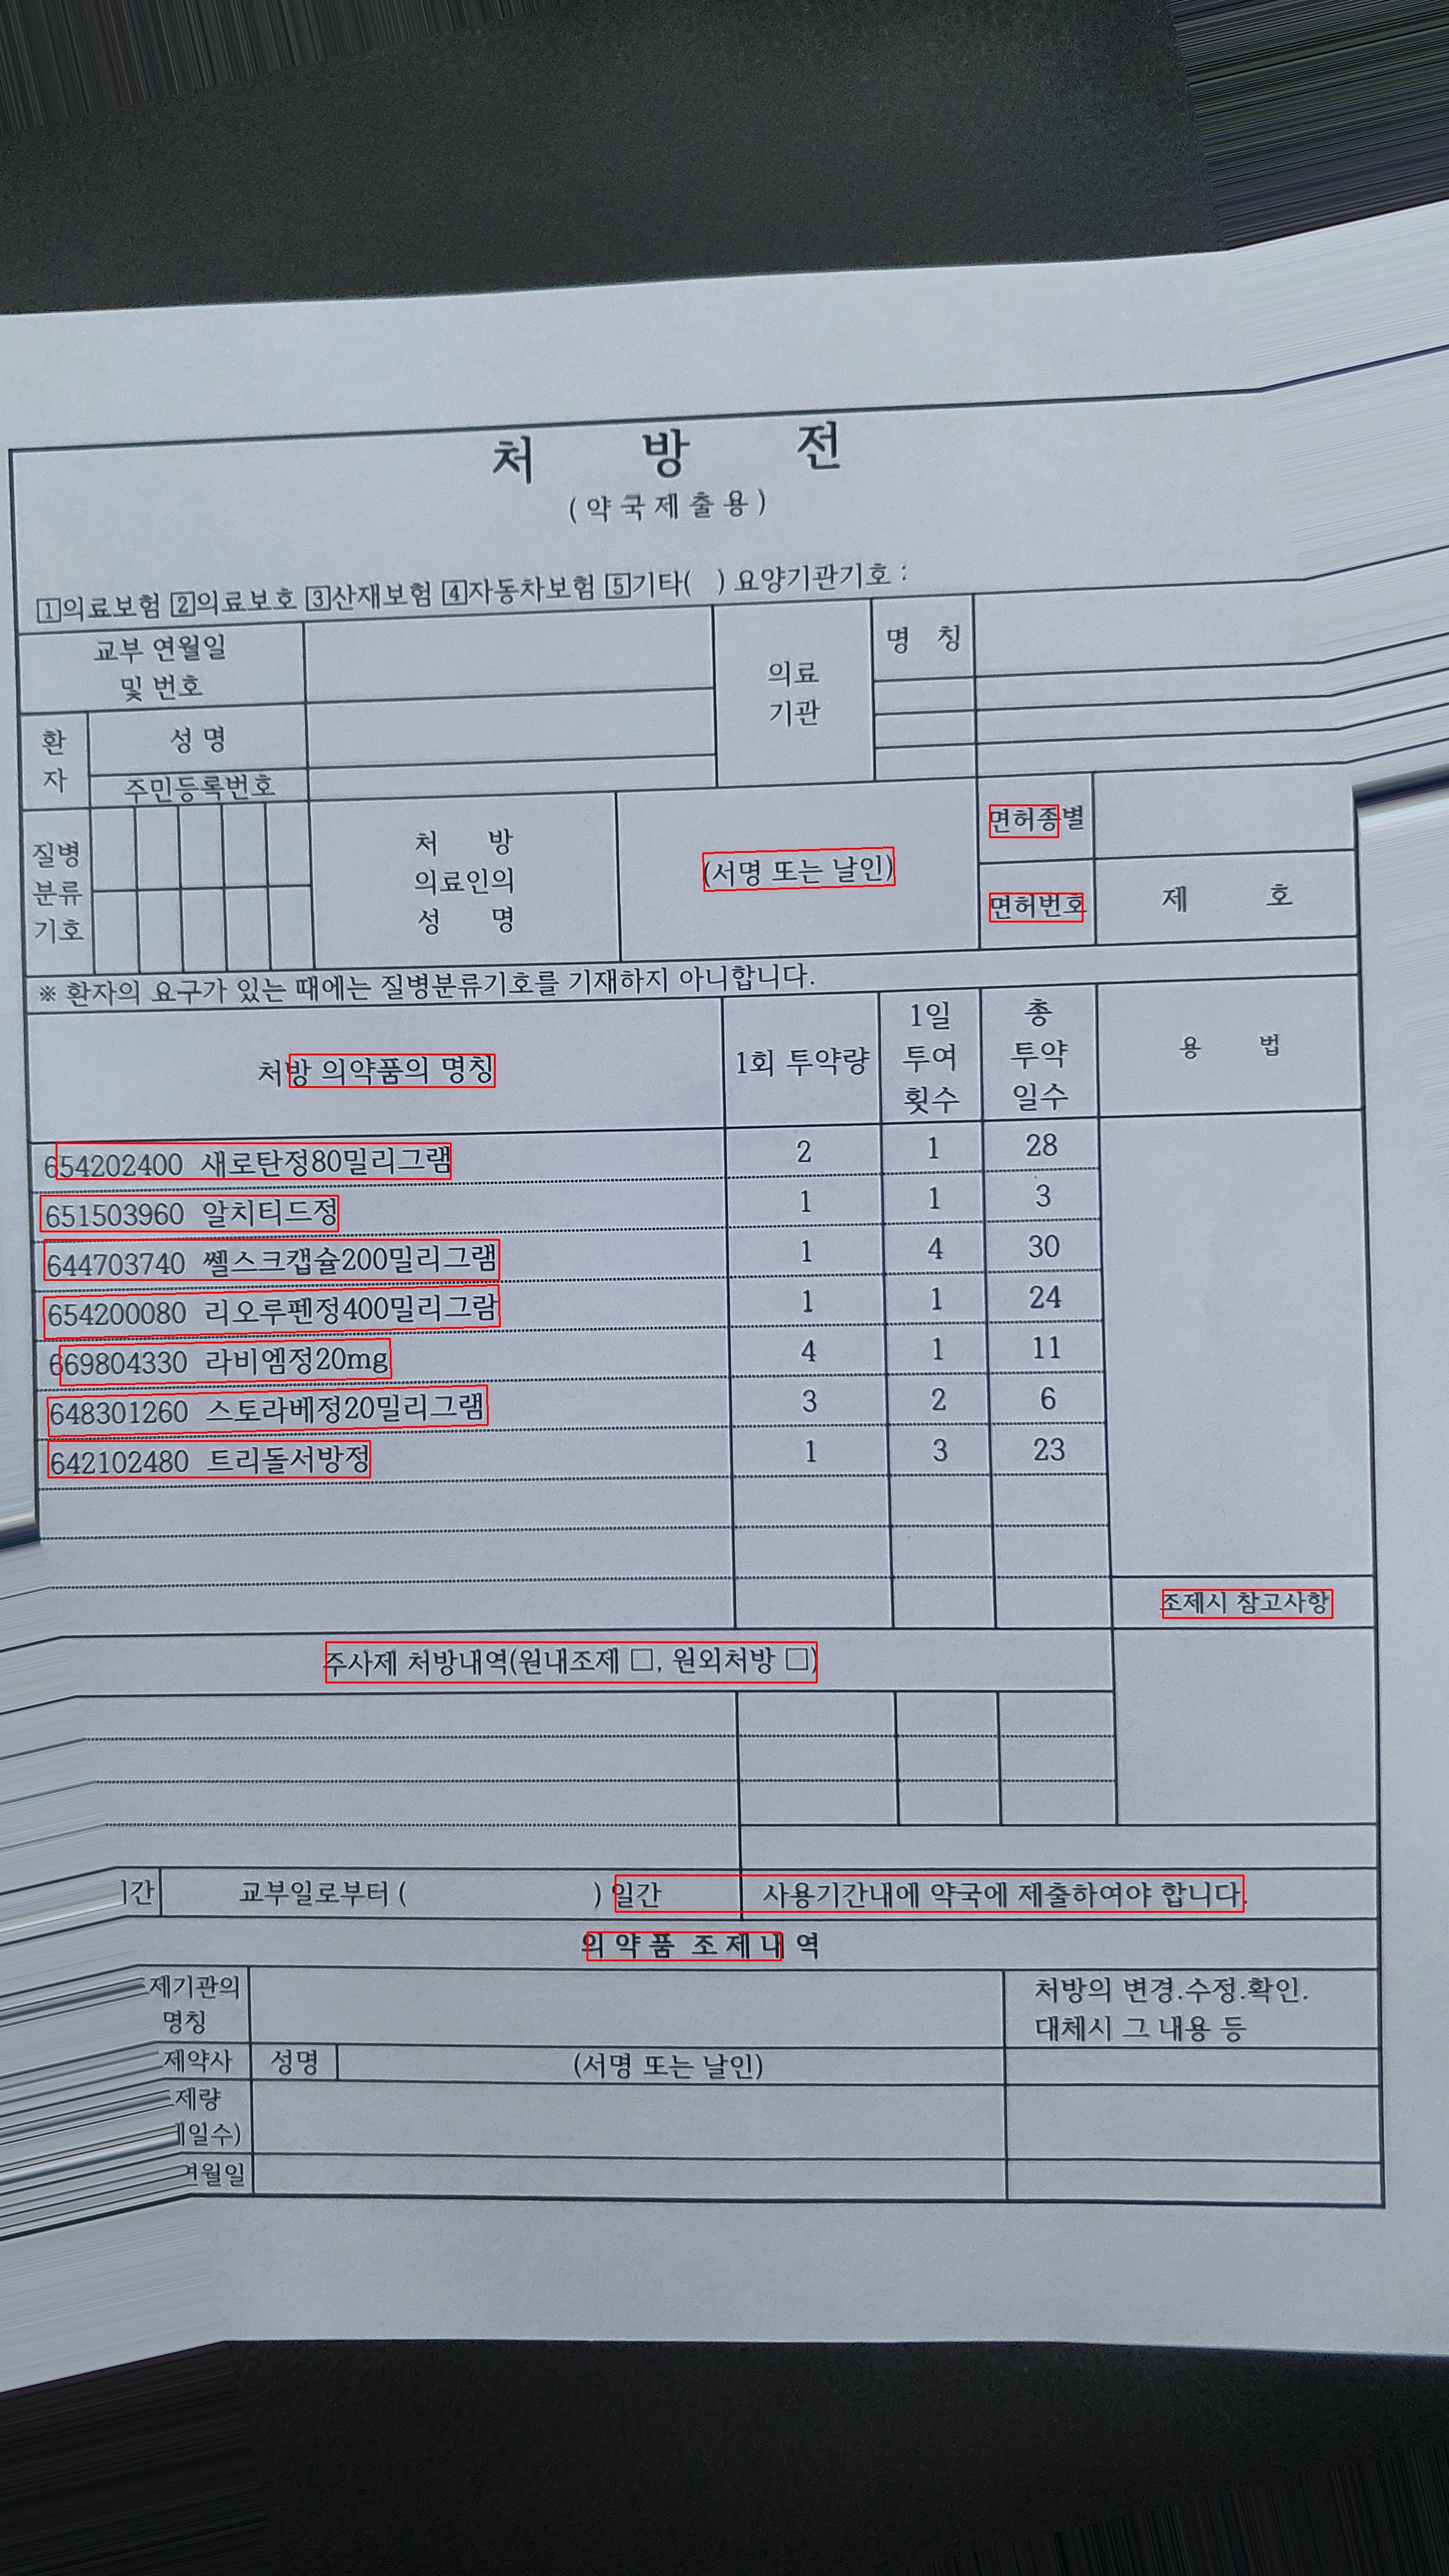 처 방 전
(약국제출용)
1의료보험 2의료보호 3산재보험 4자동차보험 5기타( ) 요양기관기호 :
교부 연월일
및 번호
의료
기관
명 칭
환
자
성 명
주민등록번호
질병
분류
기호
처 방
의료인의
성 명
(서명 또는 날인)
면허종별
면허번호
제 호
※ 환자의 요구가 있는 때에는 질병분류기호를 기재하지 아니합니다.
처방 의약품의 명칭
1회 투약량
1일
투여
횟수
총
투약
일수
용 법
654202400 새로탄정80밀리그램 2 1 28
651503960 알치티드정 1 1 3
644703740 쎌스크캡슐200밀리그램 1 4 30
654200080 리오루펜정400밀리그람 1 1 24
669804330 라비엠정20mg 4 1 11
648301260 스토라베정20밀리그램 3 2 6
642102480 트리돌서방정 1 3 23
조제시 참고사항
주사제 처방내역(원내조제 □, 원외처방 □)
간 교부일로부터 ( ) 일간 사용기간내에 약국에 제출하여야 합니다.
의 약 품 조 제 내 역
제기관의
명칭
처방의 변경.수정.확인.
대체시 그 내용 등
제약사 성명 (서명 또는 날인)
제량
일수)
월일